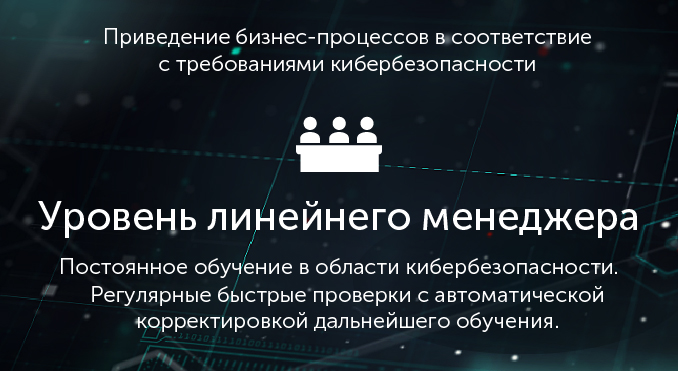 Приведение бизнес-процессов в соответствие
с требованиями кибербезопасности
Уровень линейнего менеджера
Постоянное обучение в области кибербезопасности.
Регулярные быстрые проверки с автоматической
корректировкой дальнейшего обучения.